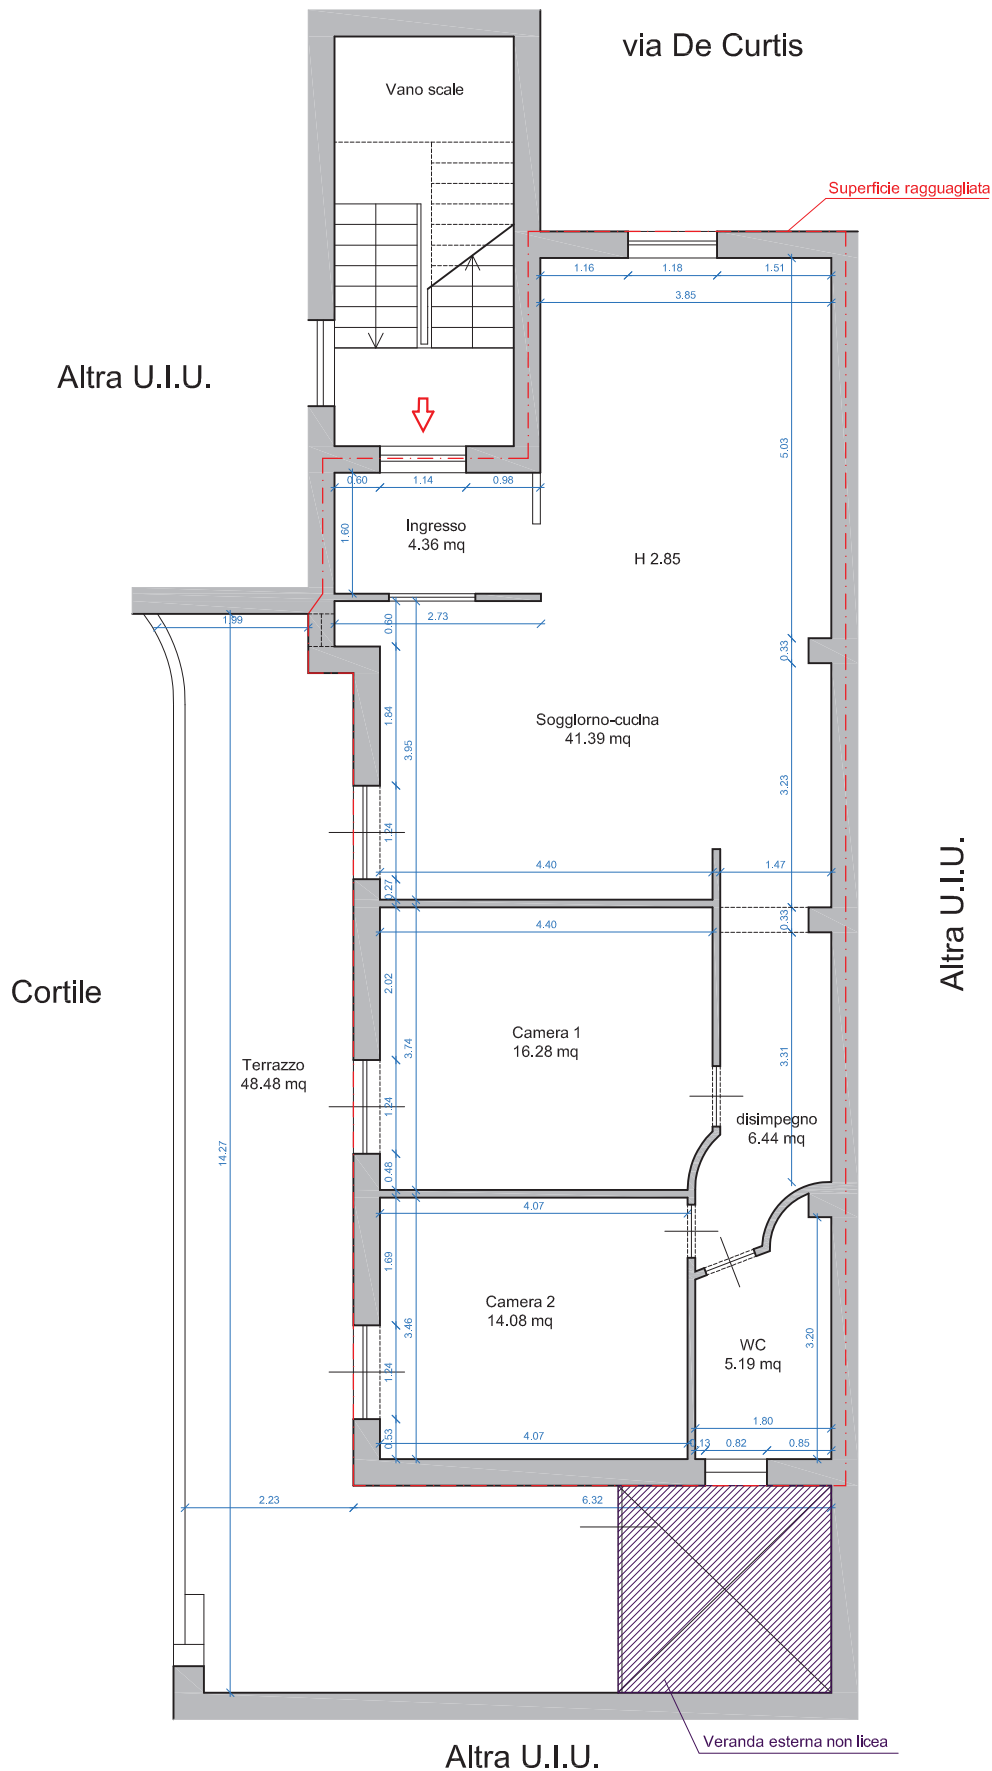 via De Curtis
Vano scale
Superficie ragguagliata
1.16
1.18
1.51
3.85
Altra U.I.U.
5.03
0.60
1.14
0.98
1.60
Ingresso
4.36 mq
H 2.85
1.99
0.60
2.73
0.33
1.84
3.95
Soggiorno-cucina
41.39 mq
3.23
1.24
4.40
1.47
0.27
0.33
4.40
Altra U.I.U.
2.02
Cortile
Camera 1
16.28 mq
3.74
3.31
Terrazzo
48.48 mq
1.24
disimpegno
6.44 mq
14.27
0.48
4.07
1.69
Camera 2
14.08 mq
3.46
3.20
WC
5.19 mq
1.24
1.80
0.53
4.07
0.13
0.82
0.85
2.23
6.32
Veranda esterna non licea
Altra U.I.U.